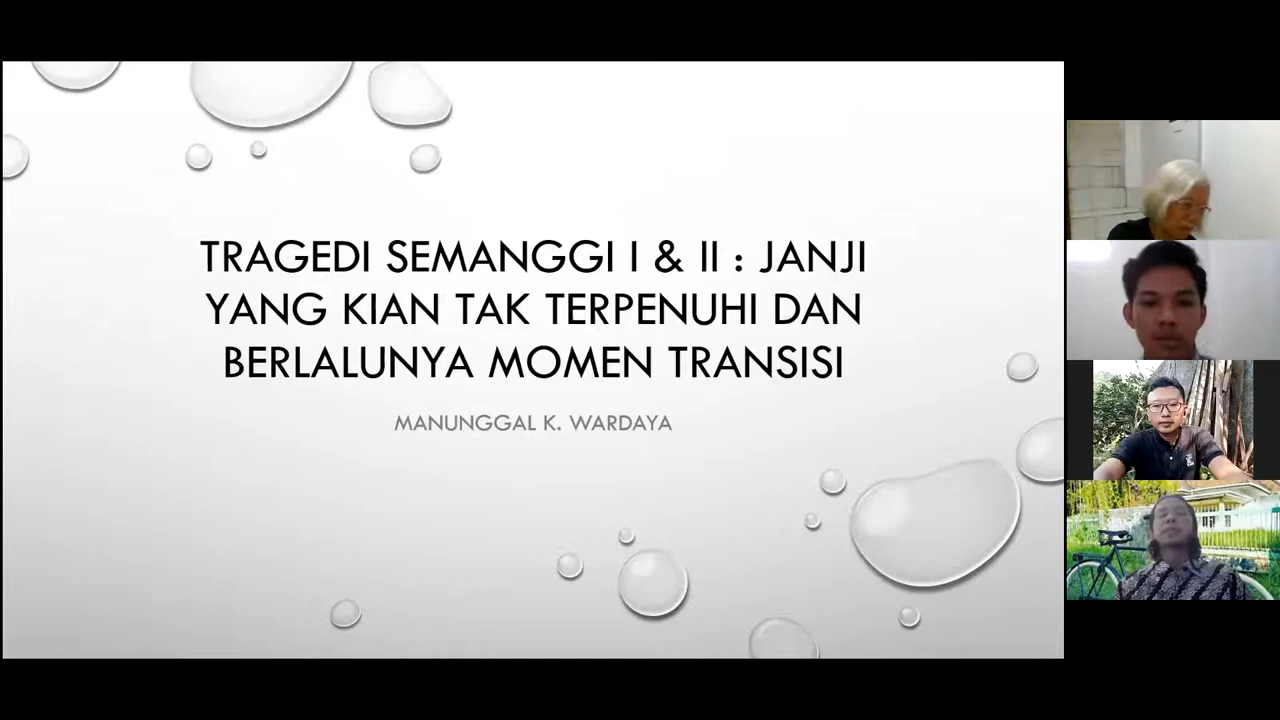 TRAGEDI SEMANGGI I & II : JANJI
YANG KIAN TAK TERPENUHI DAN
BERLALUNYA MOMEN TRANSISI
MANUNGGAL K. WARDAYA